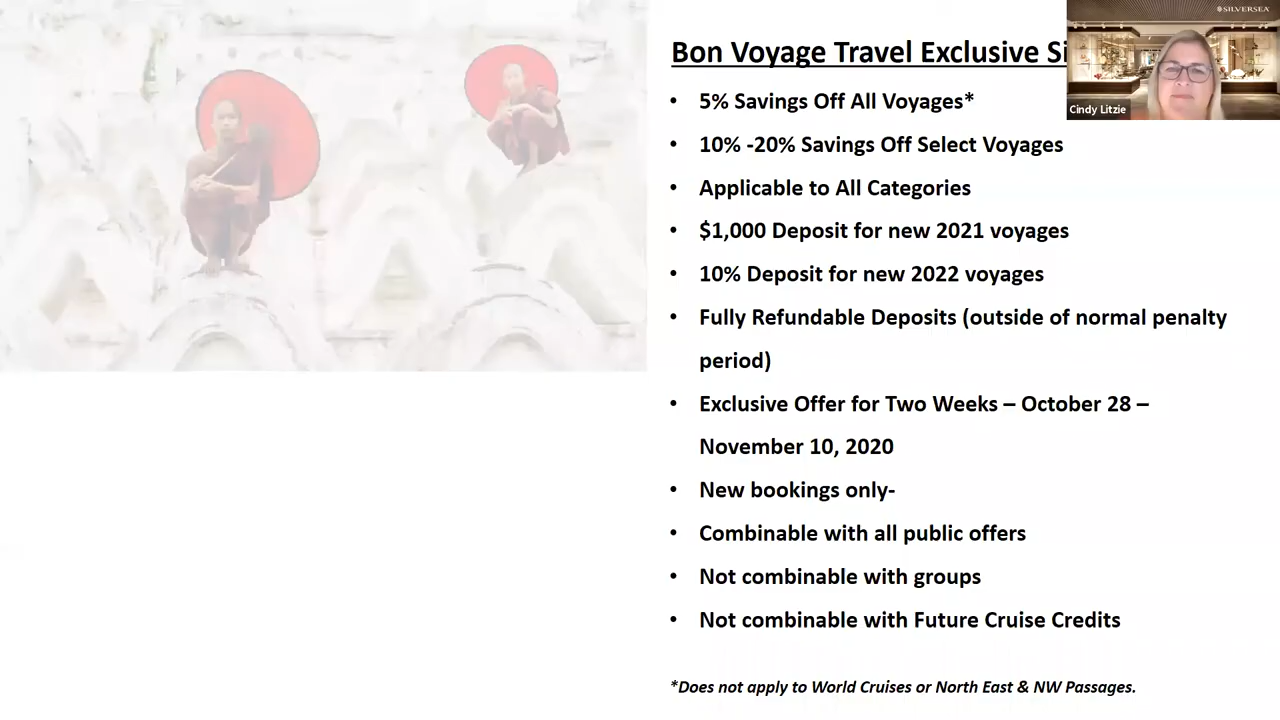 SILVERSEA
Bon Voyage Travel Exclusive
Cindy Litzie
• 5% Savings Off All Voyages*
• 10% -20% Savings Off Select Voyages
• Applicable to All Categories
• $1,000 Deposit for new 2021 voyages
• 10% Deposit for new 2022 voyages
• Fully Refundable Deposits (outside of normal penalty
period)
• Exclusive Offer for Two Weeks – October 28 –
November 10, 2020
• New bookings only-
• Combinable with all public offers
• Not combinable with groups
• Not combinable with Future Cruise Credits
*Does not apply to World Cruises or North East & NW Passages.